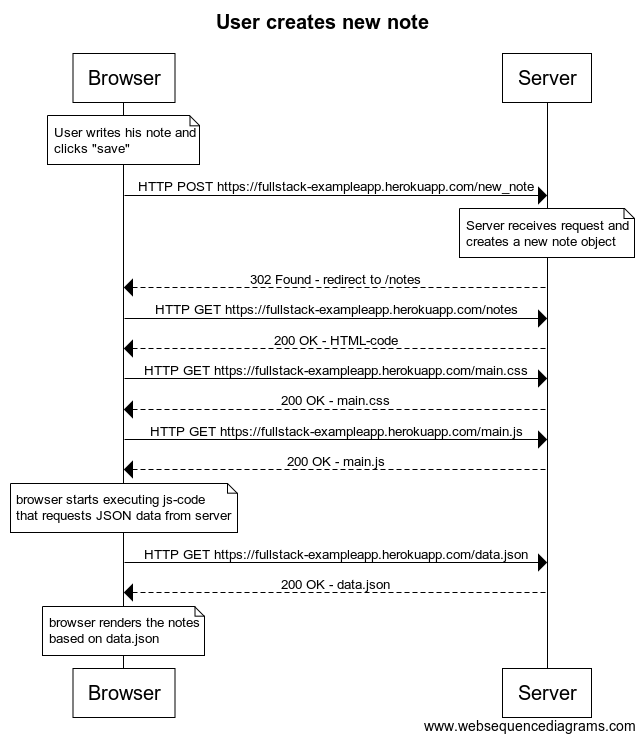 User creates new note
Browser
Server
User writes his note and
clicks "save"
HTTP POST https://fullstack-exampleapp.herokuapp.com/new_note
Server receives request and
creates a new note object
302 Found - redirect to /notes
HTTP GET https://fullstack-exampleapp.herokuapp.com/notes
200 OK - HTML-code
HTTP GET https://fullstack-exampleapp.herokuapp.com/main.css
200 OK - main.css
HTTP GET https://fullstack-exampleapp.herokuapp.com/main.js
200 OK - main.js
browser starts executing js-code
that requests JSON data from server
HTTP GET https://fullstack-exampleapp.herokuapp.com/data.json
200 OK - data.json
browser renders the notes
based on data.json
Browser
Server
www.websequencediagrams.com